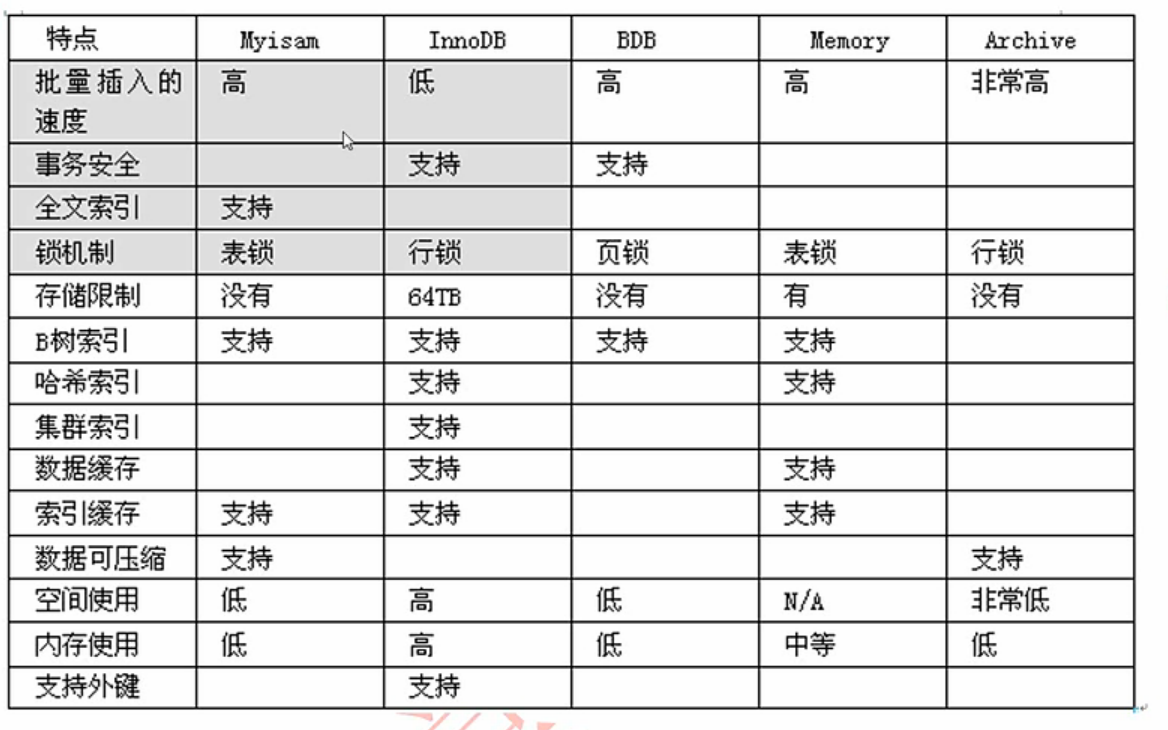 特点 Myisam InnoDB BDB Memory Archive
批量插入的 高 低 高 高 非常高
速度
事务安全 支持 支持
全文索引 支持
锁机制 表锁 行锁 页锁 表锁 行锁
存储限制 没有 64TB 没有 有 没有
B树索引 支持 支持 支持 支持
哈希索引 支持 支持
集群索引 支持
数据缓存 支持 支持
索引缓存 支持 支持 支持
数据可压缩 支持 支持
空间使用 低 高 低 N/A 非常低
内存使用 低 高 低 中等 低
支持外键 支持